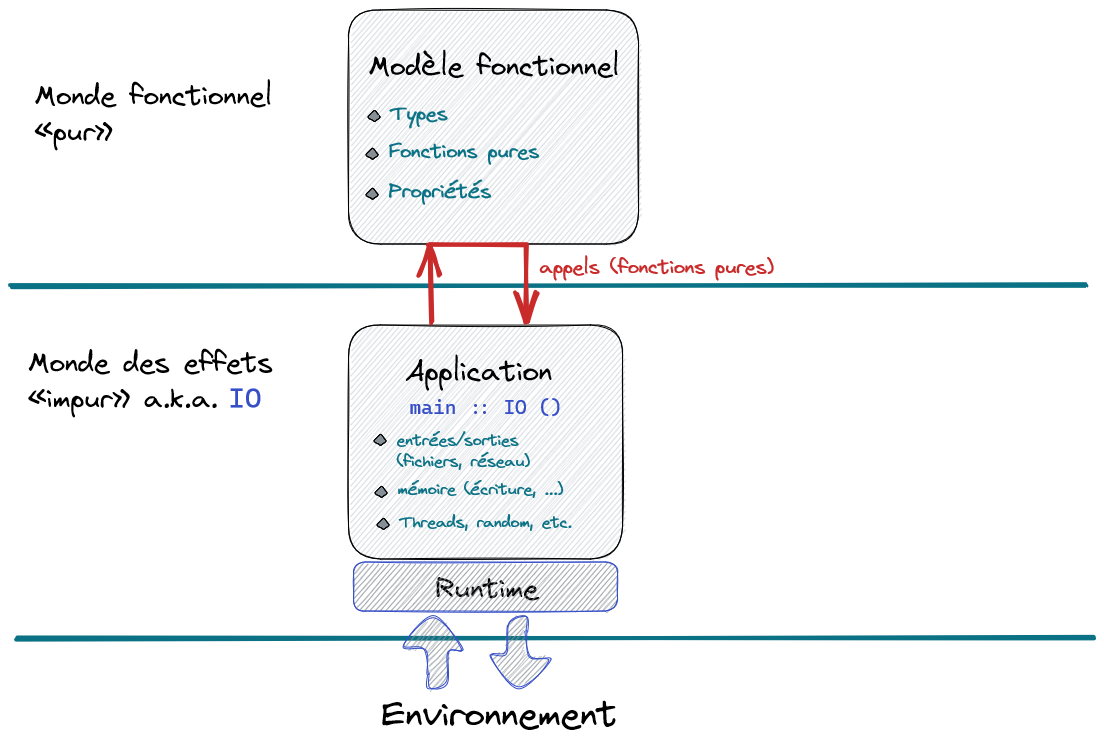 Modèle fonctionnel
Monde fonctionnel
«pur»
Types
Fonctions pures
Propriétés
appels (fonctions pures)
Monde des effets
«impur» a.k.a. IO
Application
main :: IO ()
entrées/sorties
(fichiers, réseau)
mémoire (écriture, ...)
Threads, random, etc.
Runtime
Environnement